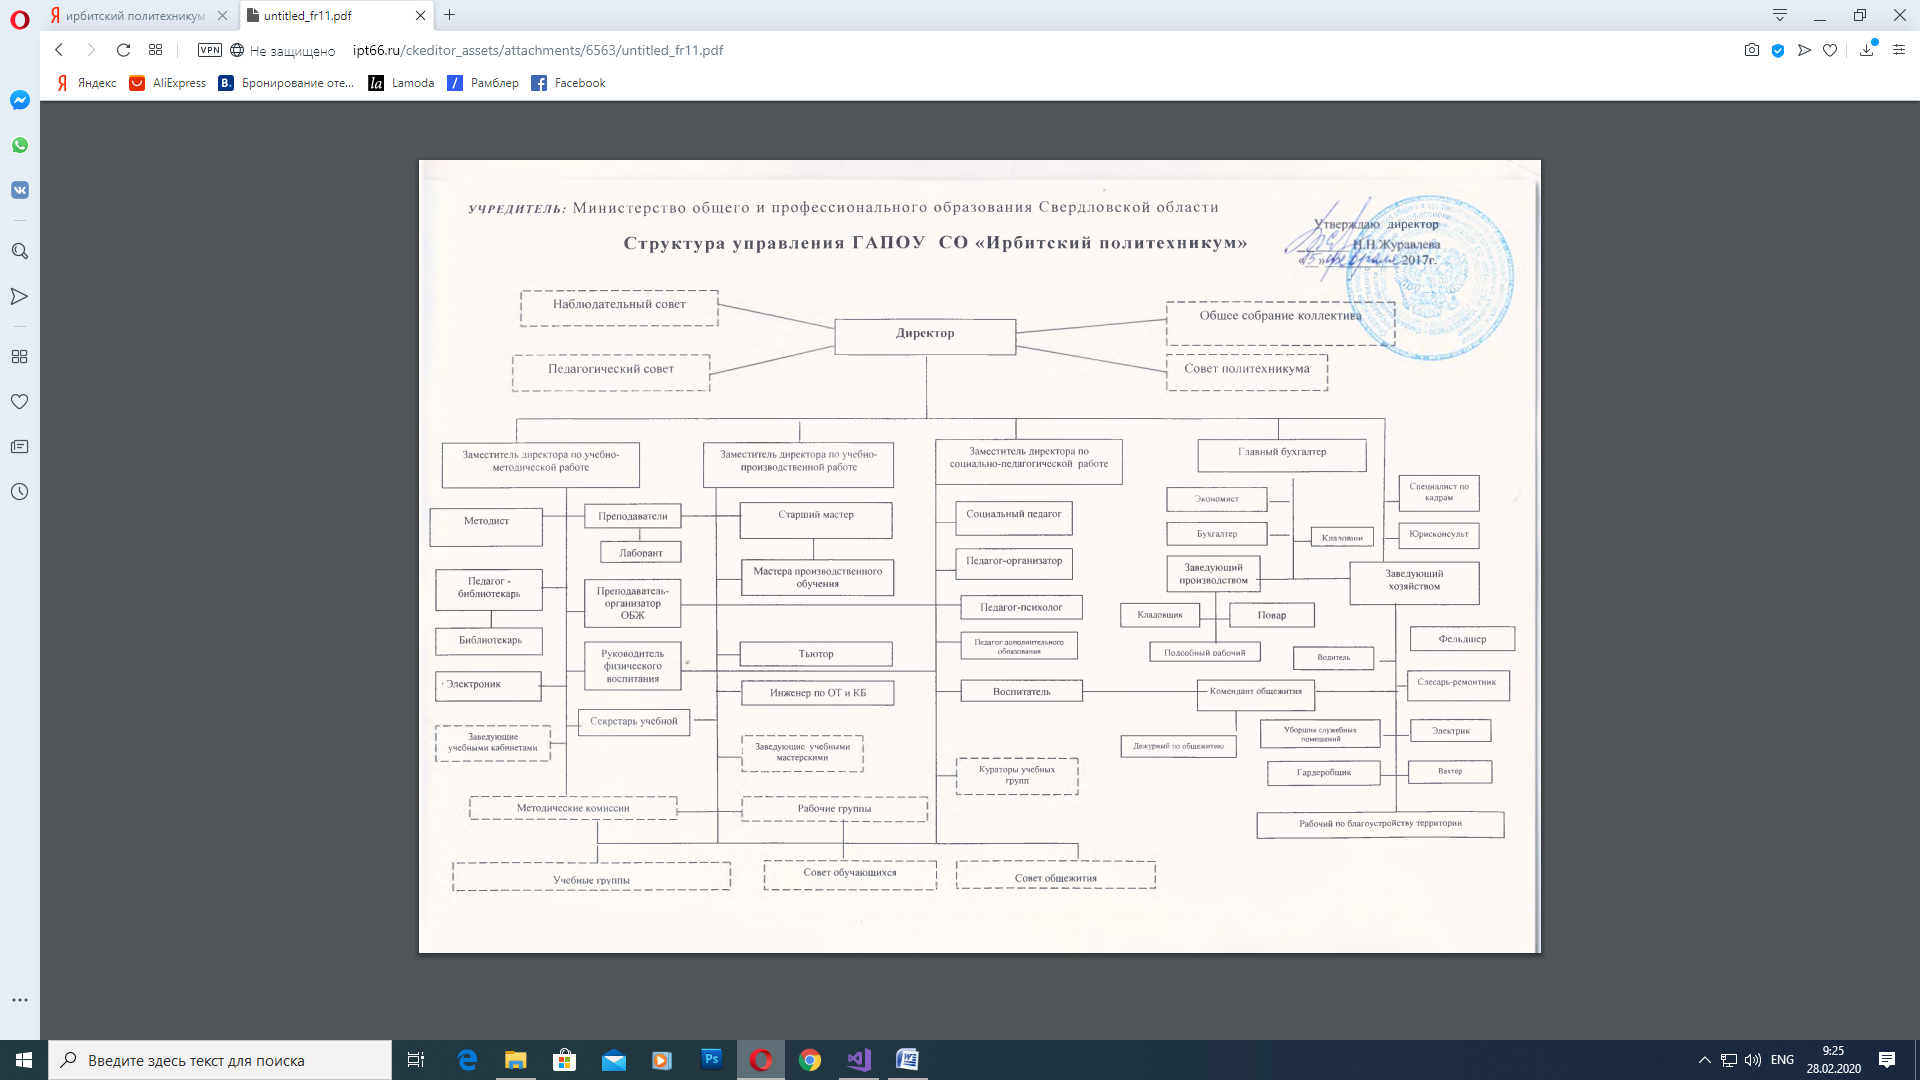 ирбитский политехникум
untitled_fr11.pdf
VPN
Не защищено
ipt66.ru/ckeditor_assets/attachments/6563/untitled_fr11.pdf
Яндекс
AliExpress
Бронирование оте...
Lamoda
Рамблер
Facebook
УЧРЕДИТЕЛЬ: Министерство общего и профессионального образования Свердловской области
Структура управления ГАПОУ СО «Ирбитский политехникум»
Утверждаю директор
Н.Н.Журавлева
«15» февраля 2017г.
Наблюдательный совет
Директор
Общее собрание коллектива
Педагогический совет
Совет политехникума
Заместитель директора по учебно-
методической работе
Заместитель директора по учебно-
производственной работе
Заместитель директора по
социально-педагогической работе
Главный бухгалтер
Методист
Преподаватели
Лаборант
Старший мастер
Мастера производственного
обучения
Социальный педагог
Педагог-организатор
Экономист
Бухгалтер
Специалист по
кадрам
Юрисконсульт
Заведующий
производством
Заведующий
хозяйством
Педагог -
библиотекарь
Преподаватель-
организатор
ОБЖ
Педагог-психолог
Кладовщик
Повар
Библиотекарь
Руководитель
физического
воспитания
Тьютор
Педагог дополнительного
образования
Подсобный рабочий
Водитель
Фельдшер
Электроник
Инженер по ОТ и КБ
Воспитатель
Комендант общежития
Слесарь-ремонтник
Секретарь учебной
Заведующие
учебными кабинетами
Заведующие учебными
мастерскими
Кураторы учебных
групп
Дежурный по общежитию
Уборщик служебных
помещений
Электрик
Гардеробщик
Вахтер
Методические комиссии
Рабочие группы
Рабочий по благоустройству территории
Учебные группы
Совет обучающихся
Совет общежития
Введите здесь текст для поиска
Ps
ENG
9:25
28.02.2020